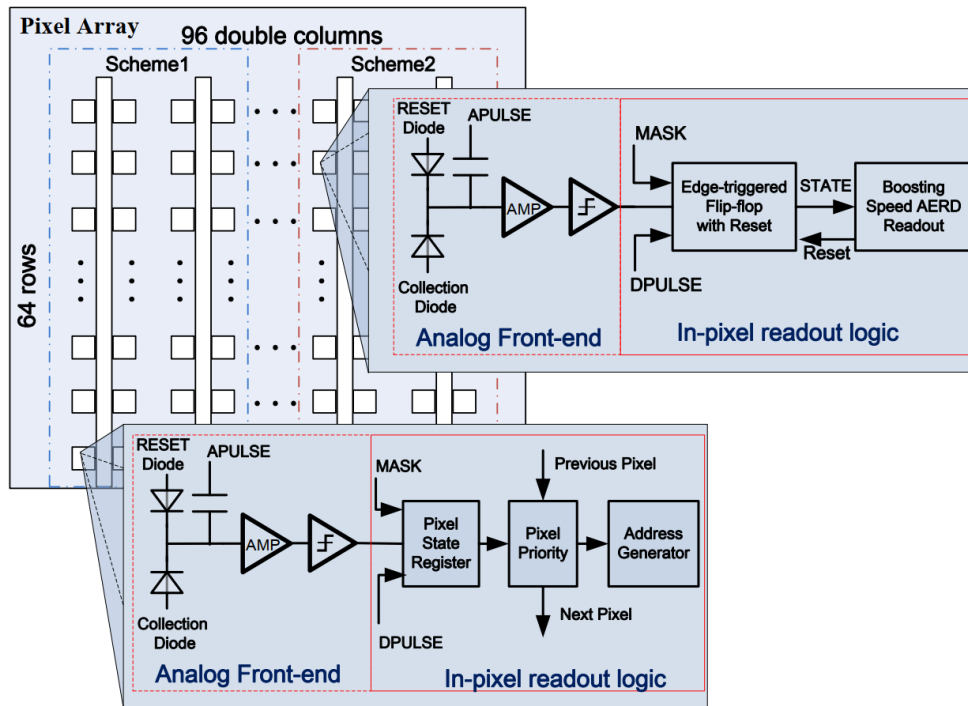 Pixel Array
96 double columns
Scheme1
Scheme2
64 rows
RESET
Diode
APULSE
AMP
Collection
Diode
Analog Front-end
MASK
Edge-triggered
Flip-flop
with Reset
DPULSE
STATE
Reset
Boosting
Speed AERD
Readout
In-pixel readout logic
RESET
Diode
APULSE
AMP
Collection
Diode
Analog Front-end
MASK
Pixel
State
Register
DPULSE
Previous Pixel
Pixel
Priority
Next Pixel
Address
Generator
In-pixel readout logic